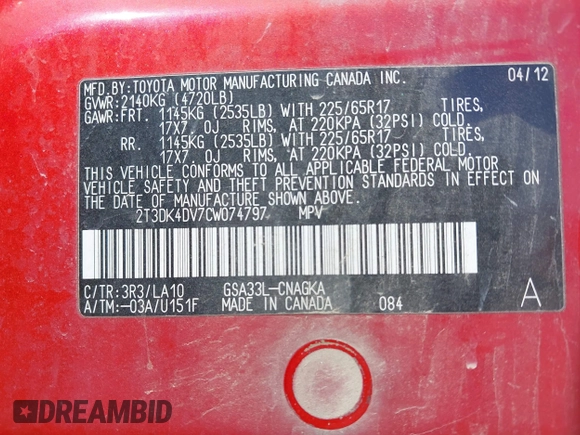 MFD.BY:TOYOTA MOTOR MANUFACTURING CANADA INC. 04/12
GVWR:2140KG (4720LB)
GAWR:FRT. 1145KG (2535LB) WITH 225/65R17 TIRES,
17X7 0J RIMS, AT 220KPA (32PSI) COLD.
RR. 1145KG (2535LB) WITH 225/65R17 TIRES,
17X7 0J RIMS, AT 220KPA (32PSI) COLD.
THIS VEHICLE CONFORMS TO ALL APPLICABLE FEDERAL MOTOR
VEHICLE SAFETY AND THEFT PREVENTION STANDARDS IN EFFECT ON
THE DATE OF MANUFACTURE SHOWN ABOVE.
2T3DK4DV7CW074797 MPV
C/TR:3R3/LA10 GSA33L-CNAGKA
A/TM:-03A/U151F MADE IN CANADA 084 A
DREAMBID